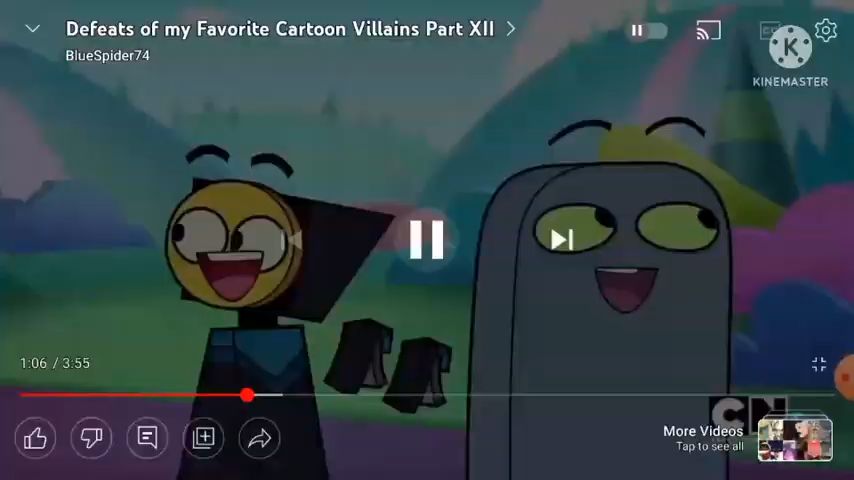 Defeats of my Favorite Cartoon Villains Part XII
BlueSpider74
K
KINEMASTER
1:06 / 3:55
CN
More Videos
Tap to see all